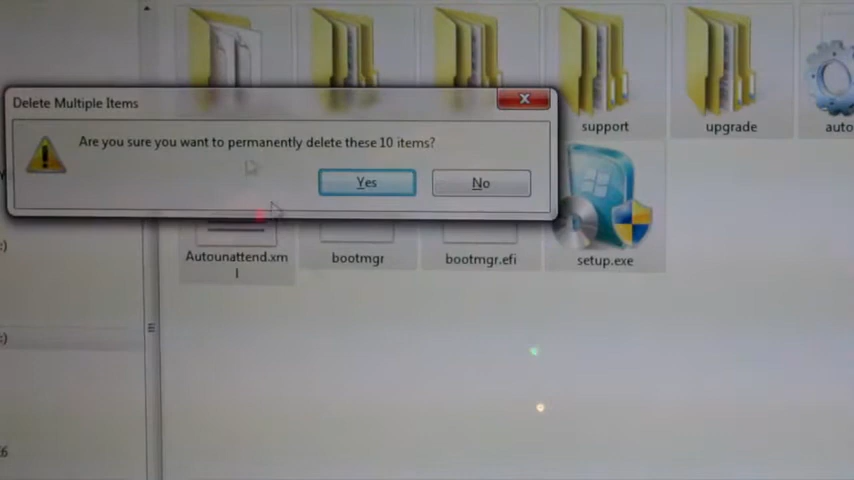 Delete Multiple Items
Are you sure you want to permanently delete these 10 items?
Yes
No
support
upgrade
auto
Autounattend.xm
l
bootmgr
bootmgr.efi
setup.exe